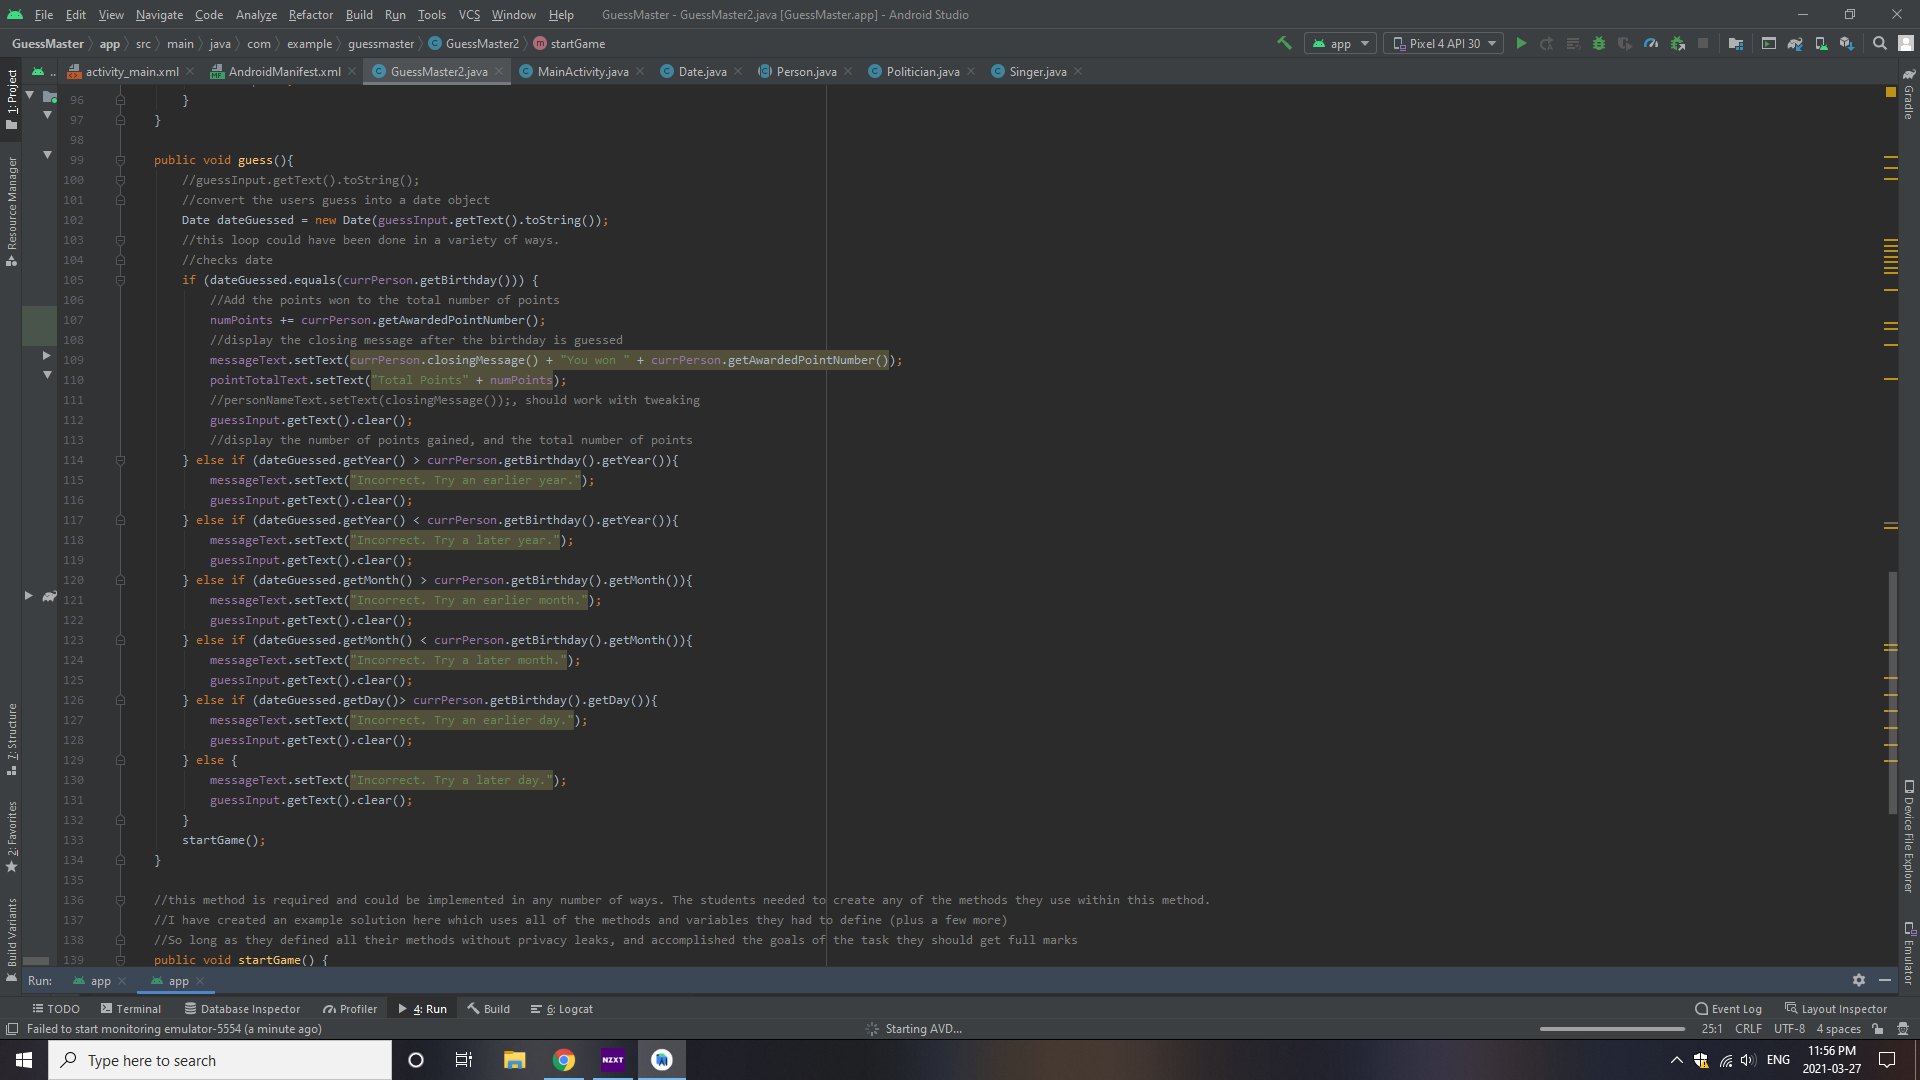 File Edit View Navigate Code Analyze Refactor Build Run Tools VCS Window Help GuessMaster - GuessMaster2.java [GuessMaster.app] - Android Studio
GuessMaster app src main java com example guessmaster GuessMaster2 startGame app Pixel 4 API 30
activity_main.xml AndroidManifest.xml GuessMaster2.java MainActivity.java Date.java Person.java Politician.java Singer.java
1: Project
Resource Manager
7: Structure
2: Favorites
Build Variants
Gradle
Device File Explorer
Emulator
96 }
97 }
98
99 public void guess(){
100 //guessInput.getText().toString();
101 //convert the users guess into a date object
102 Date dateGuessed = new Date(guessInput.getText().toString());
103 //this loop could have been done in a variety of ways.
104 //checks date
105 if (dateGuessed.equals(currPerson.getBirthday())) {
106 //Add the points won to the total number of points
107 numPoints += currPerson.getAwardedPointNumber();
108 //display the closing message after the birthday is guessed
109 messageText.setText(currPerson.closingMessage() + "You won " + currPerson.getAwardedPointNumber());
110 pointTotalText.setText("Total Points" + numPoints);
111 //personNameText.setText(closingMessage());, should work with tweaking
112 guessInput.getText().clear();
113 //display the number of points gained, and the total number of points
114 } else if (dateGuessed.getYear() > currPerson.getBirthday().getYear()){
115 messageText.setText("Incorrect. Try an earlier year.");
116 guessInput.getText().clear();
117 } else if (dateGuessed.getYear() < currPerson.getBirthday().getYear()){
118 messageText.setText("Incorrect. Try a later year.");
119 guessInput.getText().clear();
120 } else if (dateGuessed.getMonth() > currPerson.getBirthday().getMonth()){
121 messageText.setText("Incorrect. Try an earlier month.");
122 guessInput.getText().clear();
123 } else if (dateGuessed.getMonth() < currPerson.getBirthday().getMonth()){
124 messageText.setText("Incorrect. Try a later month.");
125 guessInput.getText().clear();
126 } else if (dateGuessed.getDay()> currPerson.getBirthday().getDay()){
127 messageText.setText("Incorrect. Try an earlier day.");
128 guessInput.getText().clear();
129 } else {
130 messageText.setText("Incorrect. Try a later day.");
131 guessInput.getText().clear();
132 }
133 startGame();
134 }
135
136 //this method is required and could be implemented in any number of ways. The students needed to create any of the methods they use within this method.
137 //I have created an example solution here which uses all of the methods and variables they had to define (plus a few more)
138 //So long as they defined all their methods without privacy leaks, and accomplished the goals of the task they should get full marks
139 public void startGame() {
Run: app app
TODO Terminal Database Inspector Profiler 4: Run Build 6: Logcat Event Log Layout Inspector
Failed to start monitoring emulator-5554 (a minute ago) Starting AVD... 25:1 CRLF UTF-8 4 spaces
Type here to search NZXT ENG 11:56 PM
2021-03-27